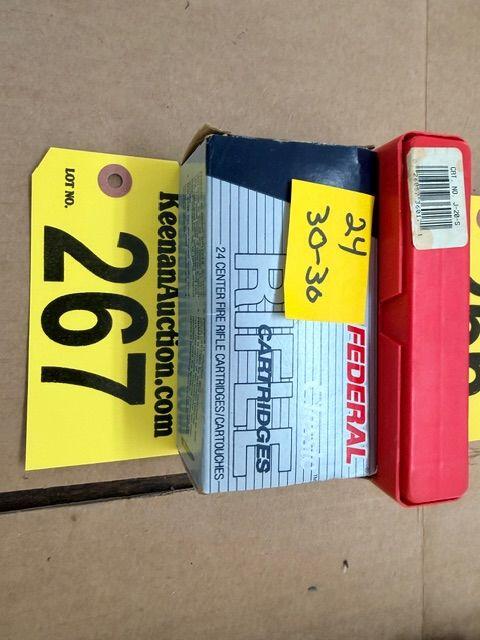 LOT NO.
267
KeenanAuction.com
24
30-30
FEDERAL
RIFLE
CARTRIDGES
24 CENTER FIRE RIFLE CARTRIDGES/CARTOUCHES
CAT. NO. J-20-S